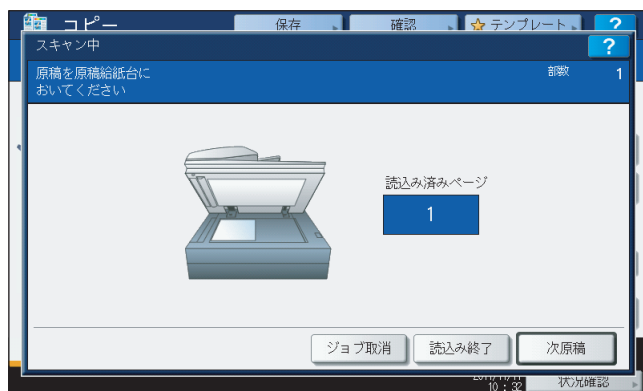 コピー
保存
確認
テンプレート
?
スキャン中
?
原稿を原稿給紙台に
おいてください
部数 1
読込み済みページ
1
ジョブ取消
読込み終了
次原稿
10:32
状況確認